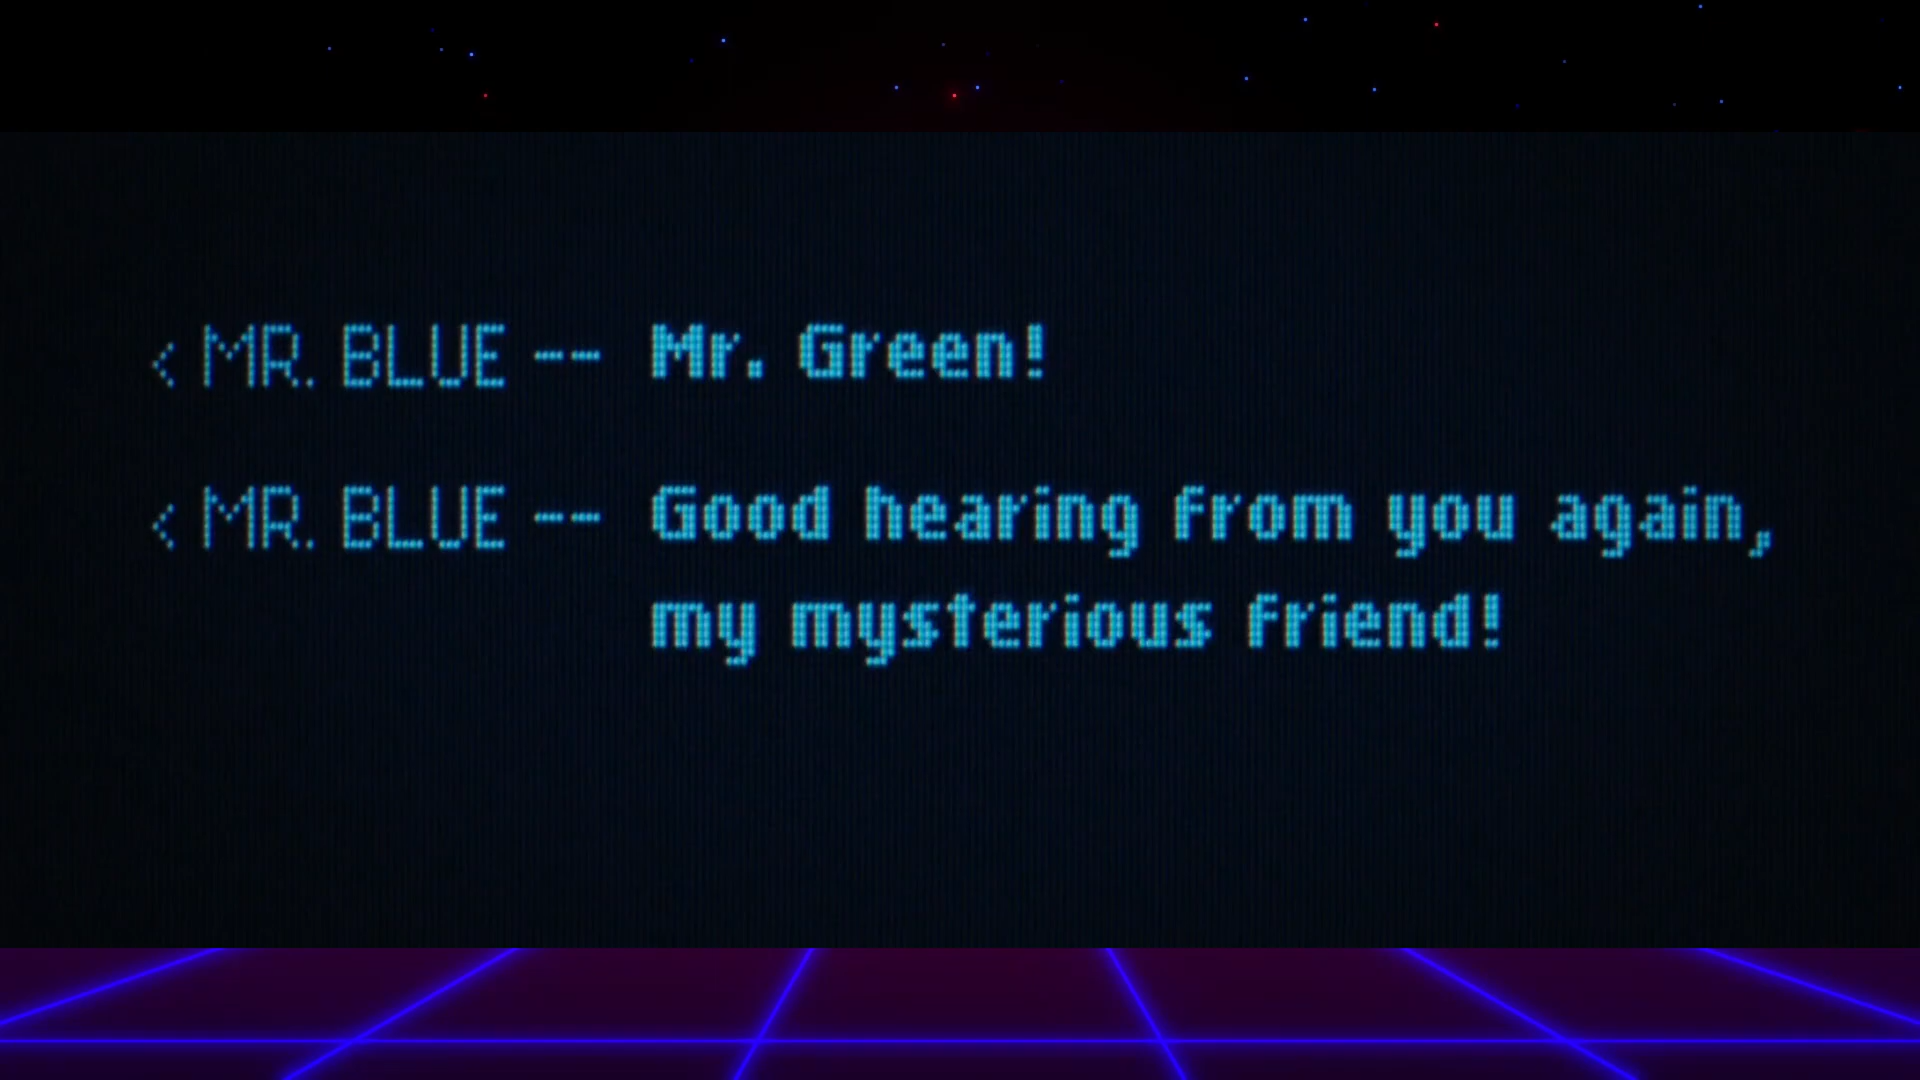 < MR. BLUE -- Mr. Green!
< MR. BLUE -- Good hearing from you again,
my mysterious friend!